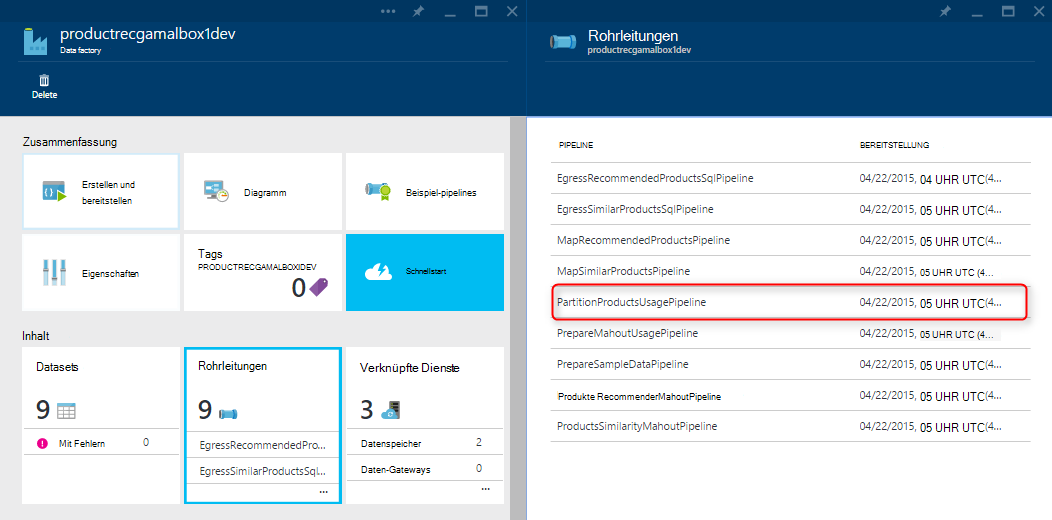 productrecgamalbox1dev
Data factory
Delete
Zusammenfassung
Erstellen und
bereitstellen
Diagramm
Beispiel-pipelines
Eigenschaften
Tags
PRODUCTRECGAMALBOXIDEV
0
Schnellstart
Inhalt
Datasets
9
Mit Fehlern 0
Rohrleitungen
9
EgressRecommendedPro...
EgressSimilarProductsSql...
...
Verknüpfte Dienste
3
Datenspeicher 2
Daten-Gateways 0
...
Rohrleitungen
productrecgamalbox1dev
PIPELINE BEREITSTELLUNG
EgressRecommendedProductsSqlPipeline 04/22/2015, 04 UHR UTC(4...
EgressSimilarProductsSqlPipeline 04/22/2015, 05 UHR UTC(4...
MapRecommendedProductsPipeline 04/22/2015, 05 UHR UTC(4...
MapSimilarProductsPipeline 04/22/2015, 05 UHR UTC (4...
PartitionProductsUsagePipeline 04/22/2015, 05 UHR UTC(4...
PrepareMahoutUsagePipeline 04/22/2015, 05 UHR UTC (4...
PrepareSampleDataPipeline 04/22/2015, 05 UHR UTC(4...
Produkte RecommenderMahoutPipeline 04/22/2015, 05 UHR UTC(4...
ProductsSimilarityMahoutPipeline 04/22/2015, 05 UHR UTC(4...